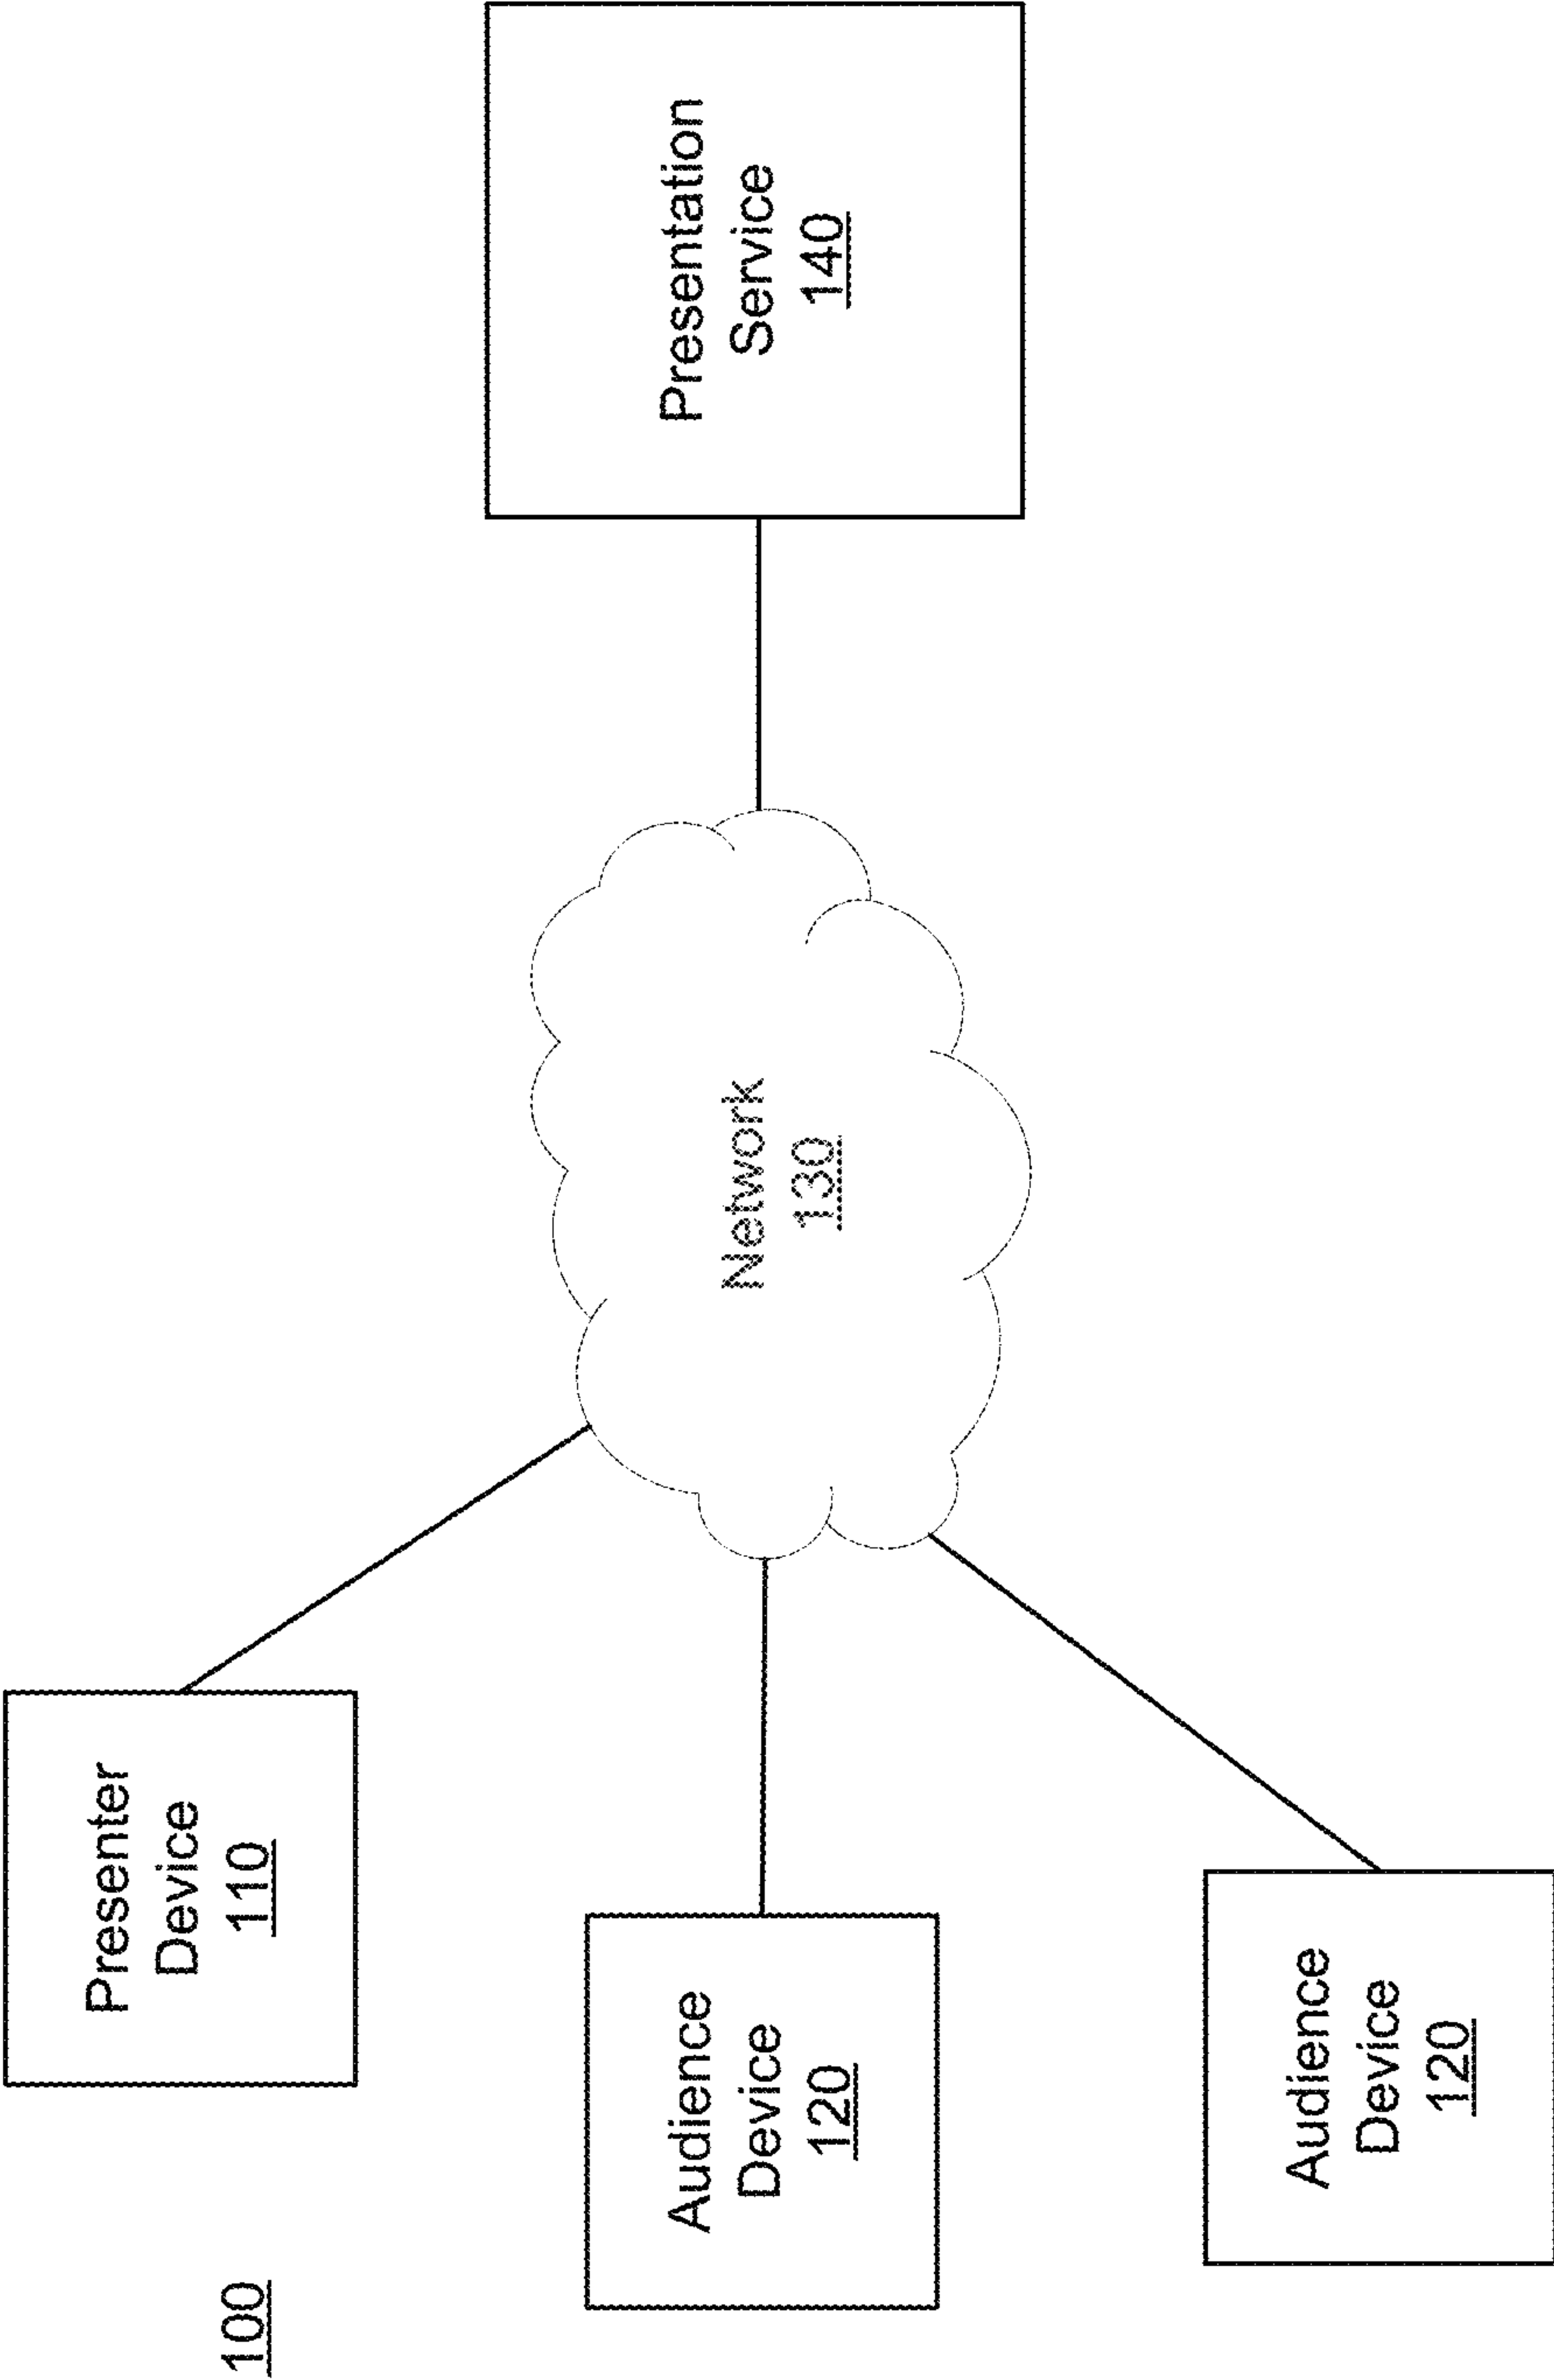 100
Presenter
Device
110
Audience
Device
120
Audience
Device
120
Network
130
Presentation
Service
140